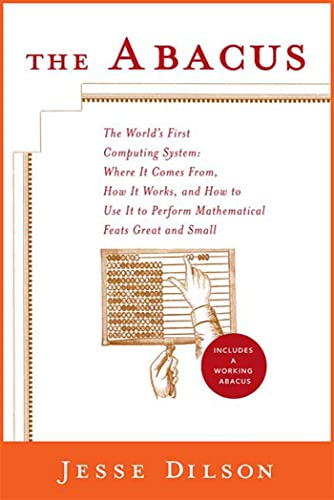 THE ABACUS
The World's First
Computing System:
Where It Comes From,
How It Works, and How to
Use It to Perform Mathematical
Feats Great and Small
INCLUDES
A
WORKING
ABACUS
JESSE DILSON